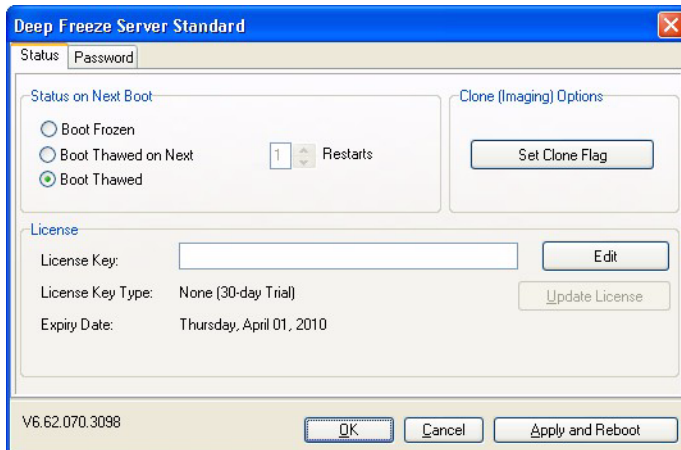 Deep Freeze Server Standard
Status Password
Status on Next Boot
Clone (Imaging) Options
Boot Frozen
Boot Thawed on Next 1 Restarts
Set Clone Flag
Boot Thawed
License
License Key: Edit
License Key Type: None (30-day Trial) Update License
Expiry Date: Thursday, April 01, 2010
V6.62.070.3098 OK Cancel Apply and Reboot